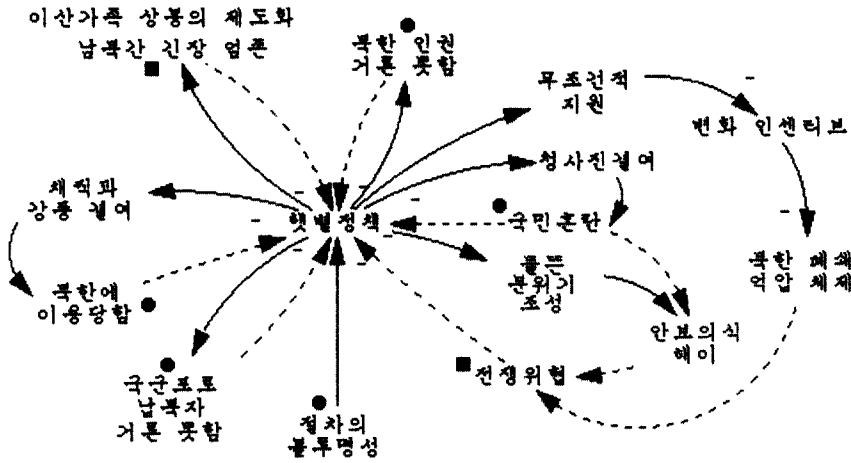 이산가족 상봉의 제도화
남북간 긴장 엄존
북한 인권
거론 못함
무조건적
지원
변화 인센티브
청사진결여
채찍과
강풍 결여
햇볕정책
국민혼란
북한에
이용당함
들뜬
분위기
조성
북한 폐쇄
억압 체제
안보의식
해이
전쟁위험
국군포로
납북자
거론 못함
절차의
불투명성